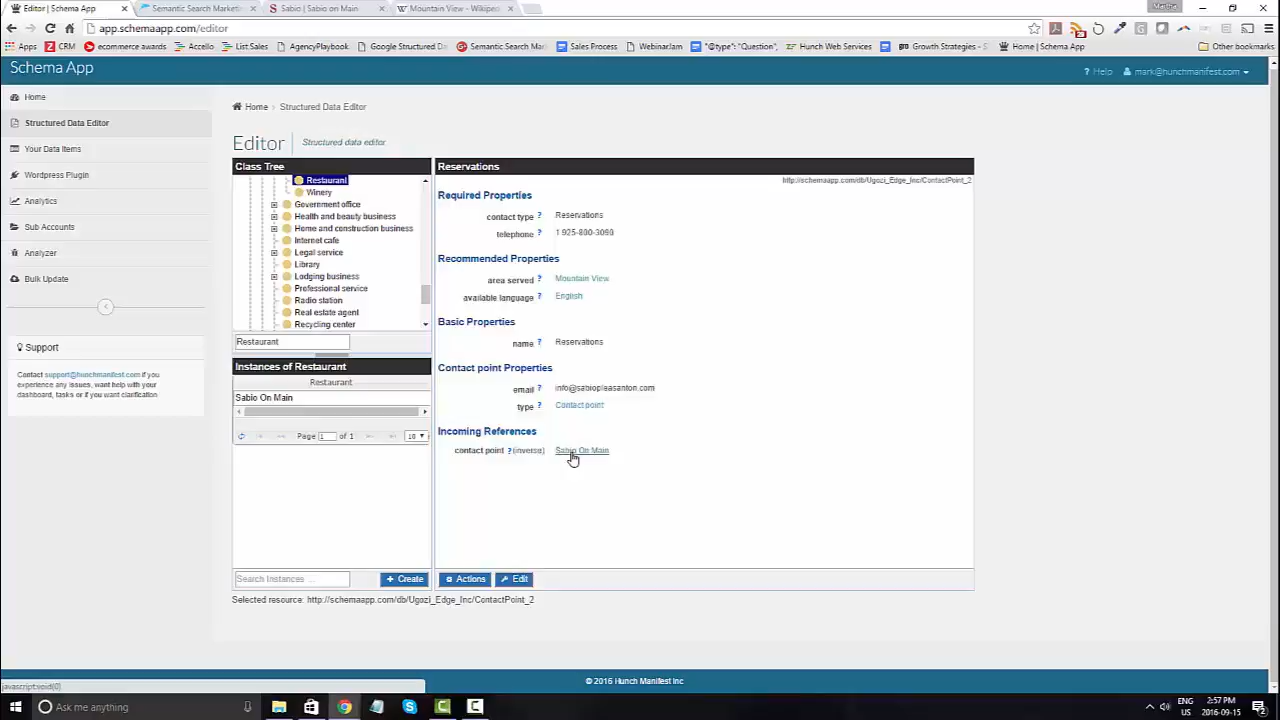 Editor | Schema App
Semantic Search Marketi
Sabio | Sabio on Main
Mountain View - Wikiped
app.schemaapp.com/editor
Apps
CRM
ecommerce awards
Accello
List.Sales
AgencyPlaybook
Google Structured
Semantic Search Mar
Sales Process
WebinarJam
"@type": "Question",
Hunch Web Services
Growth Strategies - S
Home | Schema App
Other bookmarks
Schema App
? Help
mark@hunchmanifest.com
Home
Structured Data Editor
Your Data Items
Wordpress Plugin
Analytics
Sub Accounts
Analyzer
Bulk Update
Support
Contact support@hunchmanifest.com if you
experience any issues, want help with your
dashboard, tasks or if you want clarification
Home > Structured Data Editor
Editor
Structured data editor
Class Tree
Restaurant
Winery
Government office
Health and beauty business
Home and construction business
Internet cafe
Legal service
Library
Lodging business
Professional service
Radio station
Real estate agent
Recycling center
Restaurant
Instances of Restaurant
Restaurant
Sabio On Main
Page 1 of 1
10
Search Instances ...
+ Create
Reservations
http://schemaapp.com/db/Ugozi_Edge_Inc/ContactPoint_2
Required Properties
contact type ? Reservations
telephone ? 1 925-800-3090
Recommended Properties
area served ? Mountain View
available language ? English
Basic Properties
name ? Reservations
Contact point Properties
email ? info@sabiopleasanton.com
type ? Contact point
Incoming References
contact point ?(inverse) Sabio On Main
Actions
Edit
Selected resource: http://schemaapp.com/db/Ugozi_Edge_Inc/ContactPoint_2
© 2016 Hunch Manifest Inc
javascript:void(0)
Ask me anything
ENG
US
2:57 PM
2016-09-15